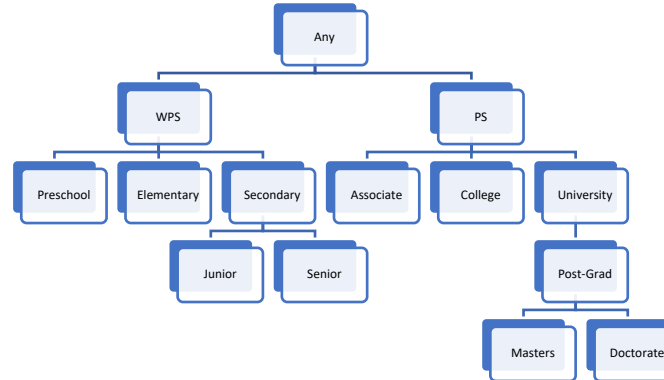 Any
WPS
PS
Preschool
Elementary
Secondary
Associate
College
University
Junior
Senior
Post-Grad
Masters
Doctorate